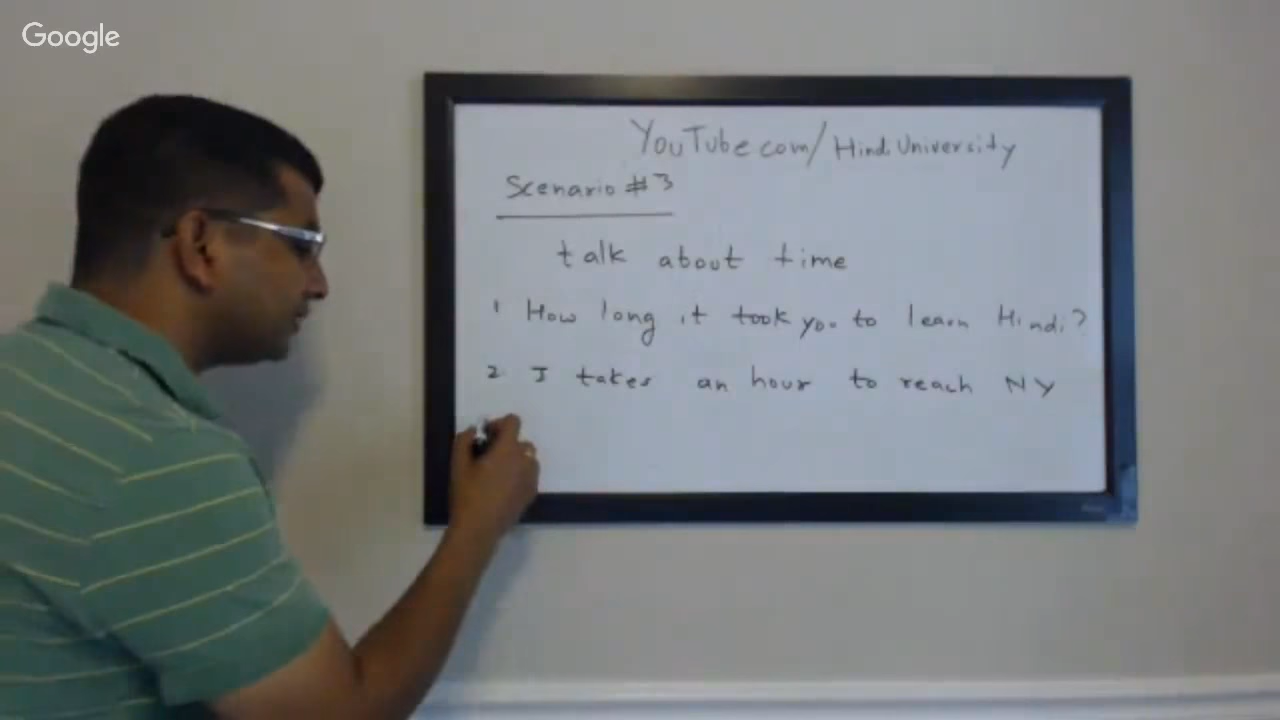 Google
YouTube.com/HindiUniversity
Scenario #3
talk about time
1 How long it took you to learn Hindi?
2 I takes an hour to reach NY